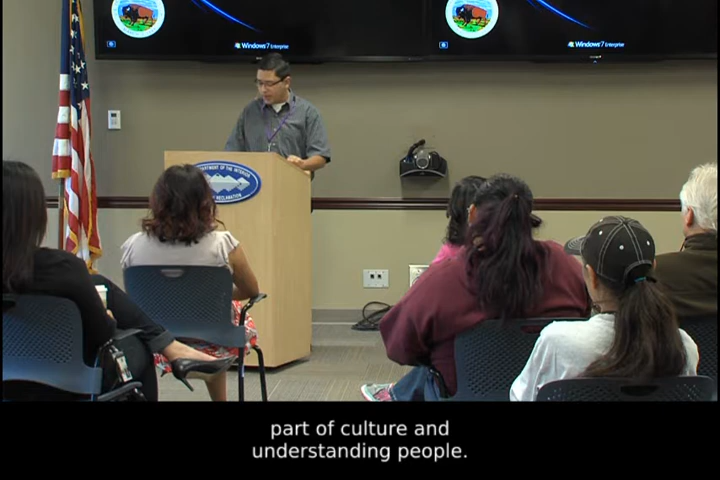 Windows 7 Enterprise
Windows 7 Enterprise
DEPARTMENT OF THE INTERIOR
RECLAMATION
part of culture and
understanding people.